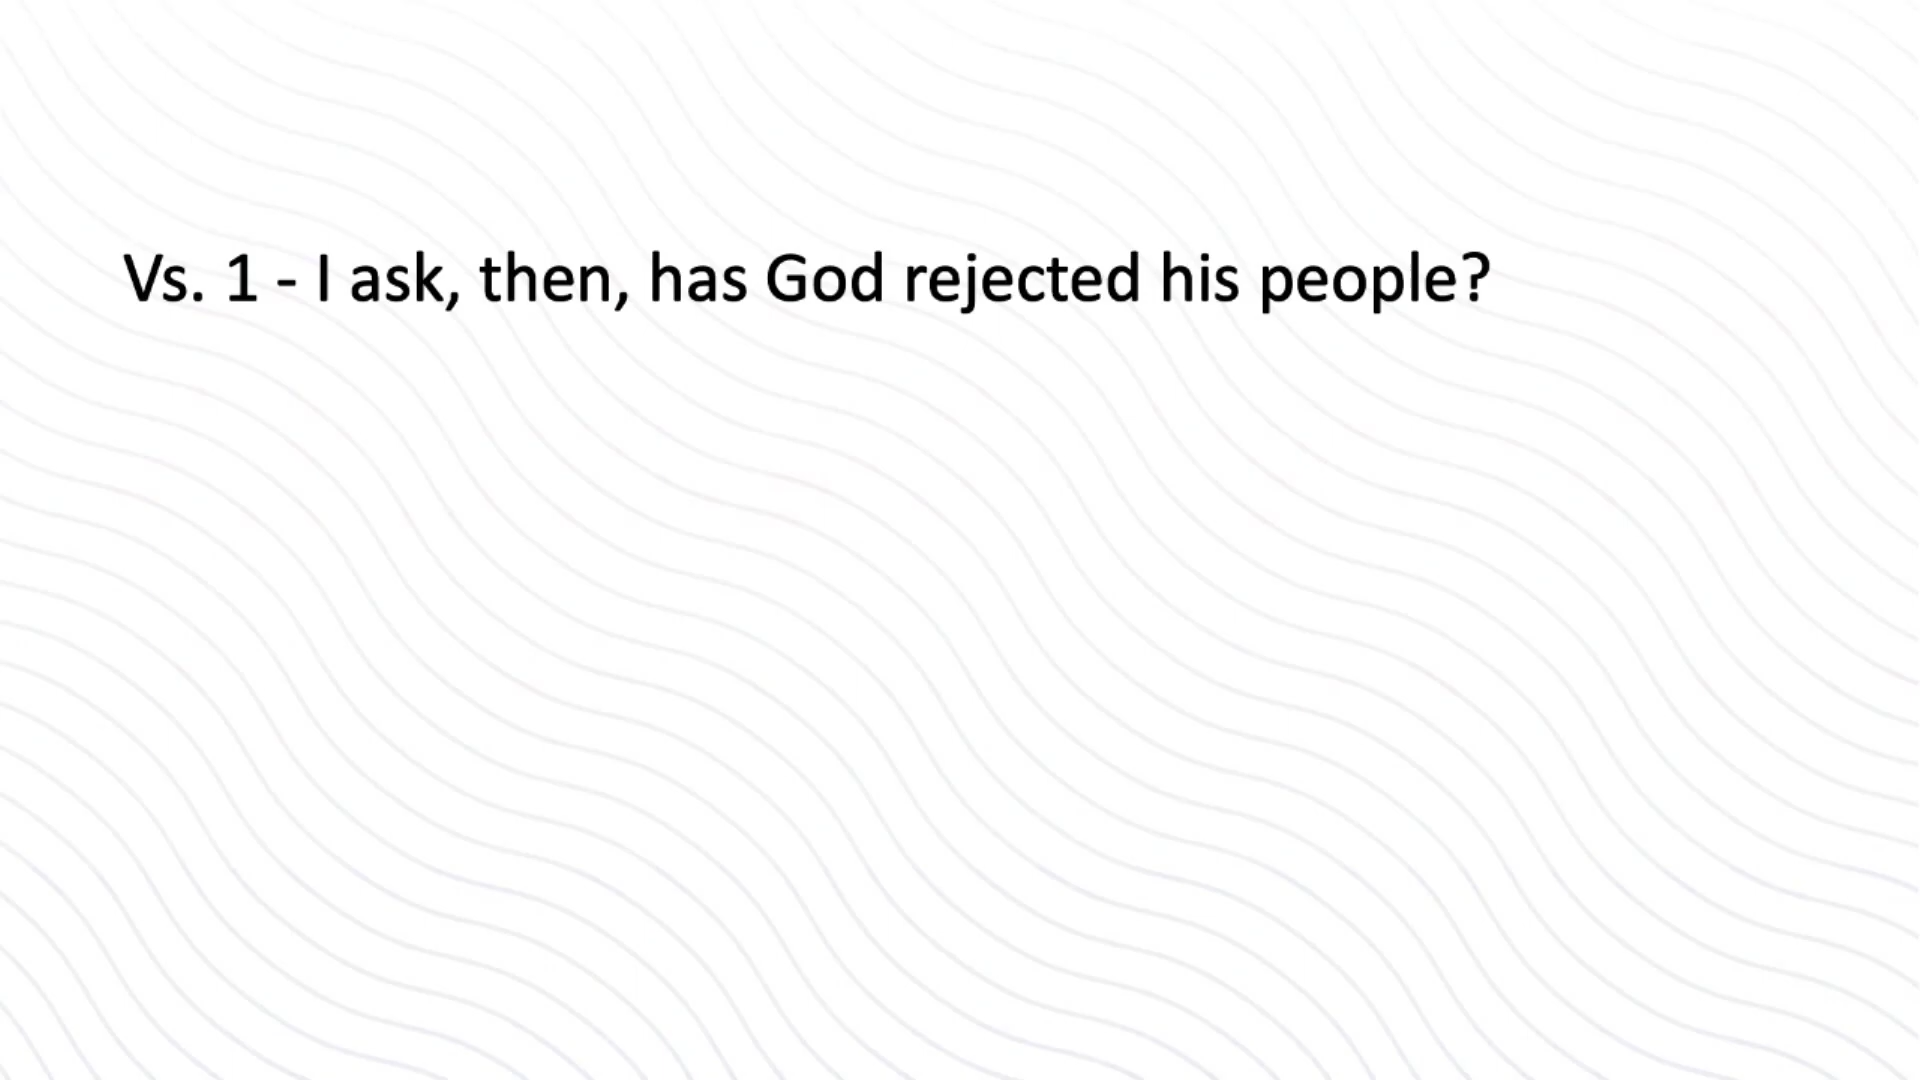 Vs. 1 - I ask, then, has God rejected his people?